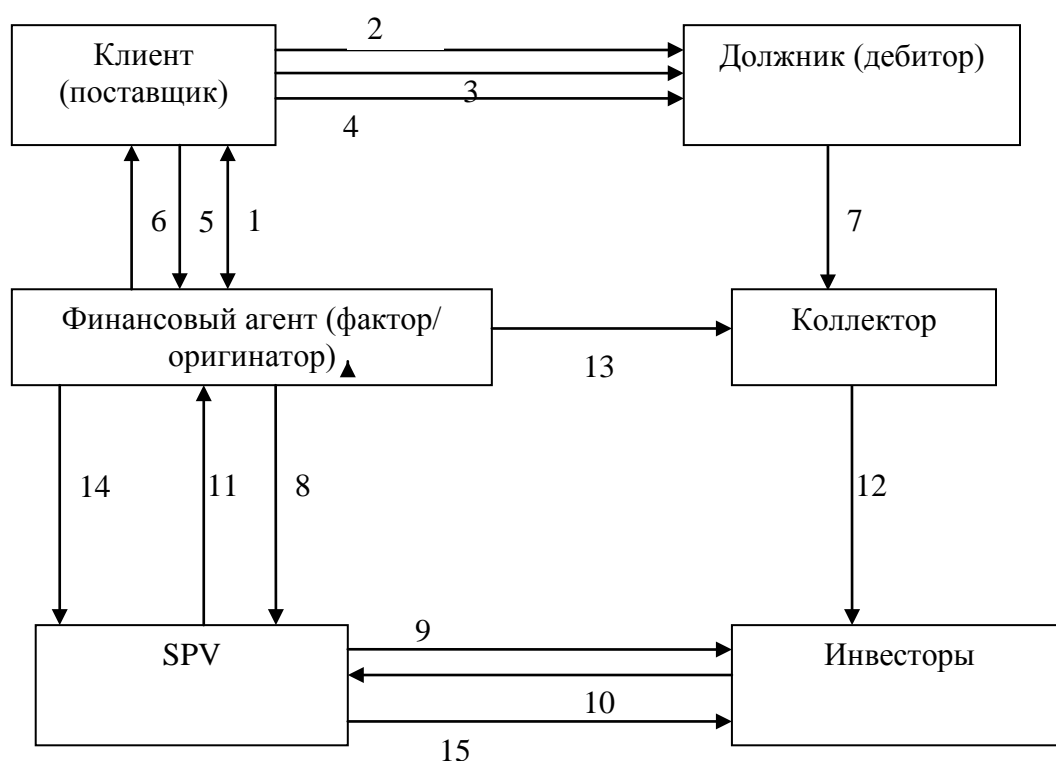 2
Клиент
(поставщик)
Должник (дебитор)
3
4
6
5
1
7
Финансовый агент (фактор/
оригинатор)
Коллектор
13
14
11
8
12
9
SPV
Инвесторы
10
15